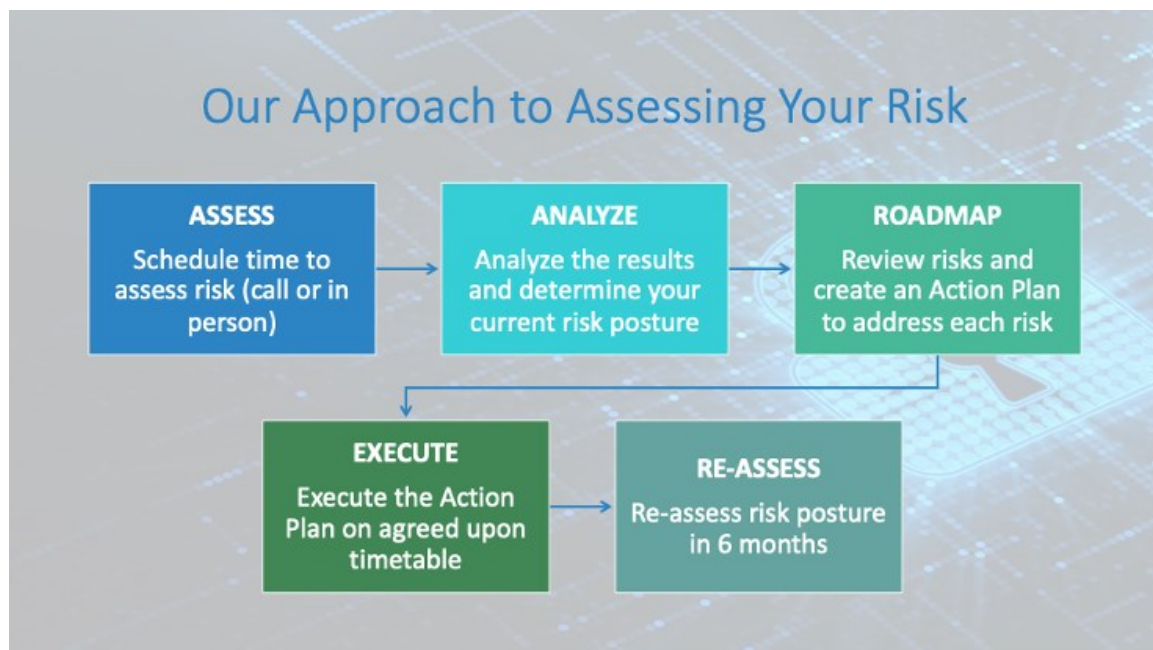 Our Approach to Assessing Your Risk
ASSESS
Schedule time to
assess risk (call or in
person)
ANALYZE
Analyze the results
and determine your
current risk posture
ROADMAP
Review risks and
create an Action Plan
to address each risk
EXECUTE
Execute the Action
Plan on agreed upon
timetable
RE-ASSESS
Re-assess risk posture
in 6 months